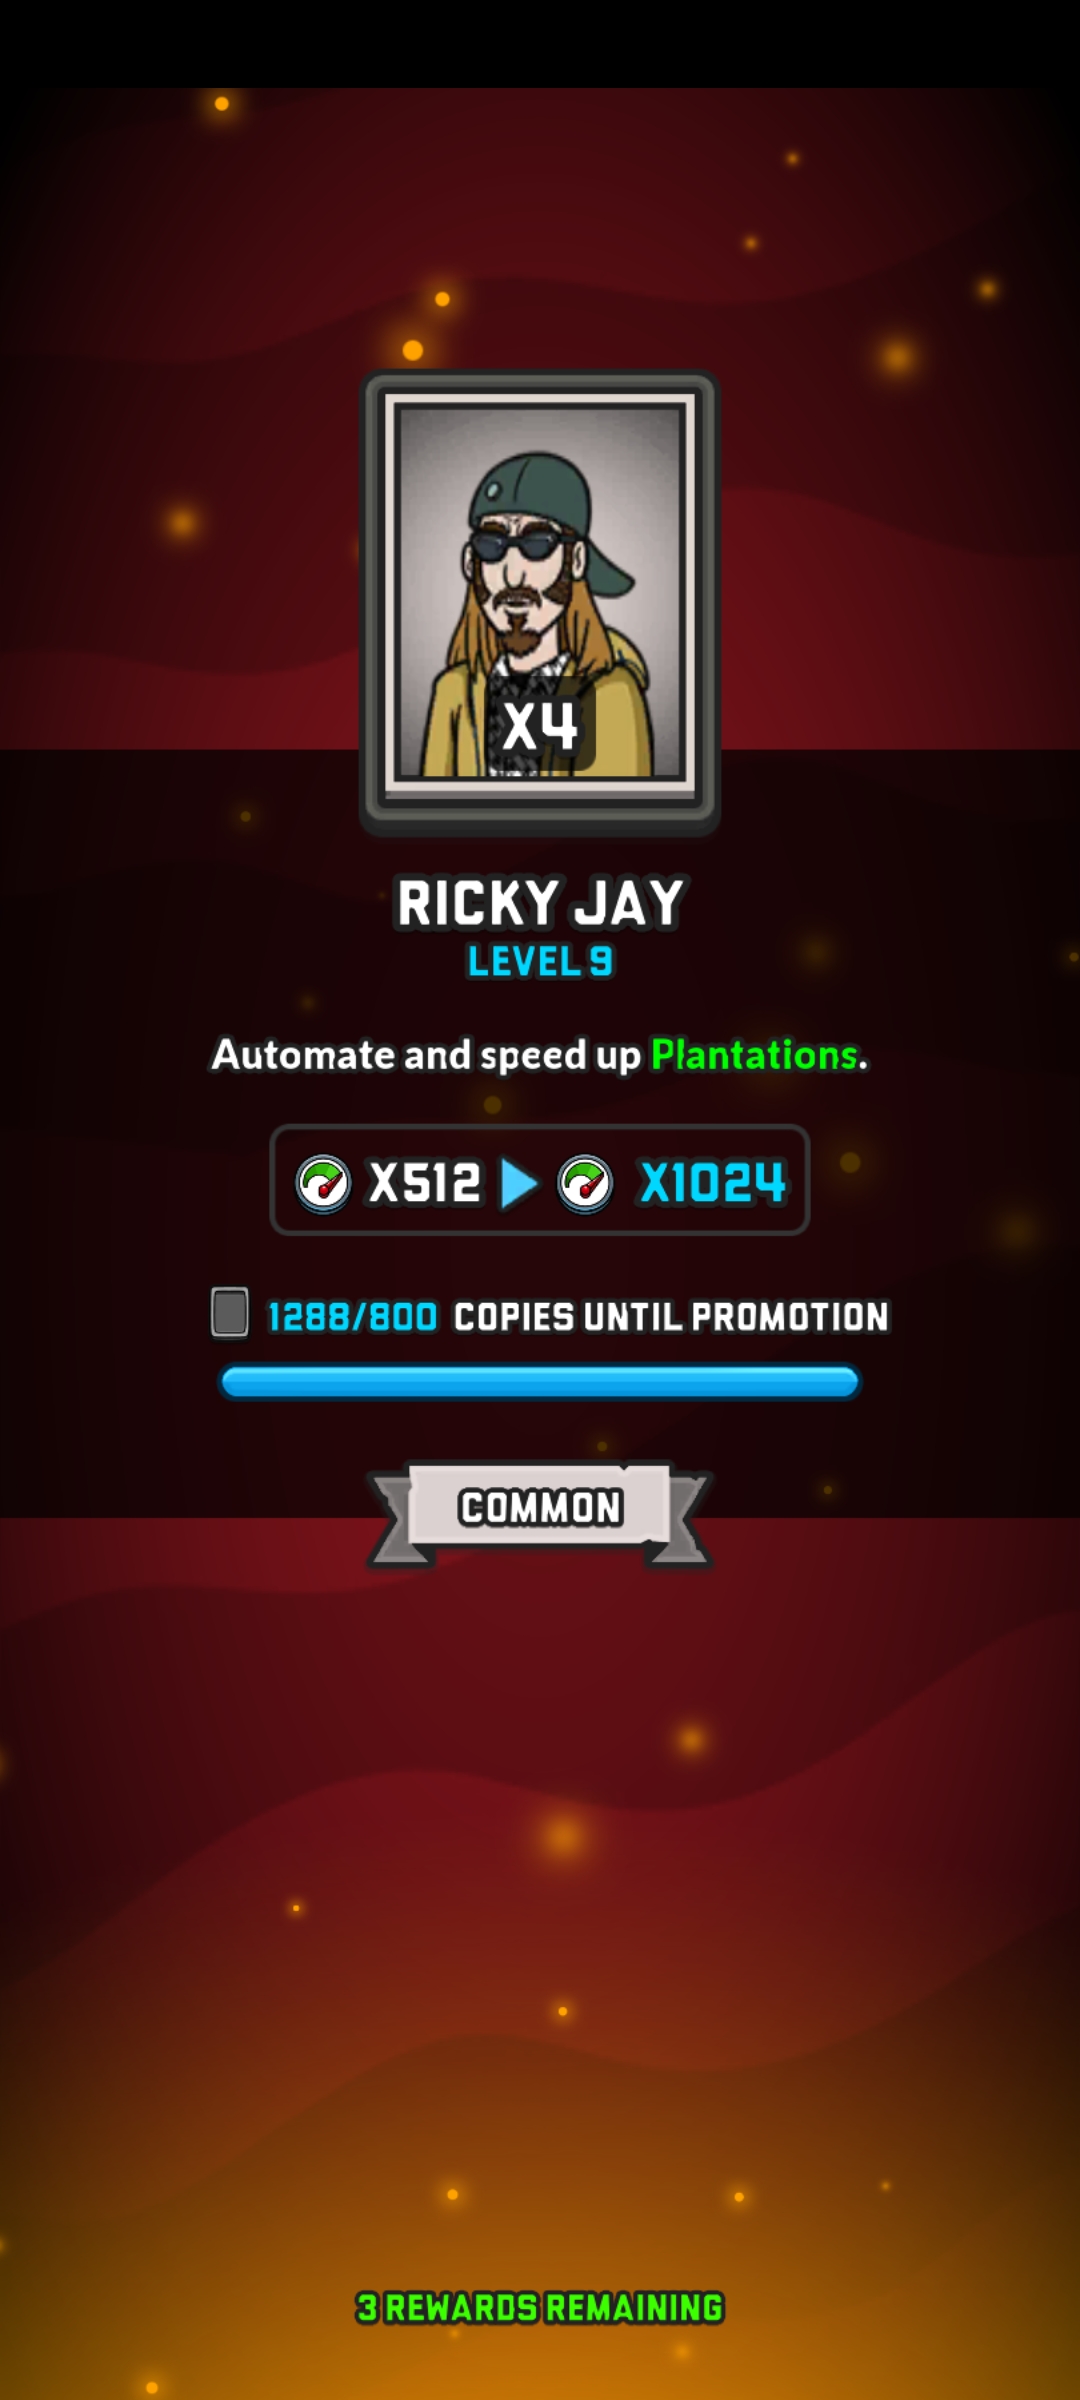 X4
RICKY JAY
LEVEL 9
Automate and speed up Plantations.
X512 X1024
1288/800 COPIES UNTIL PROMOTION
COMMON
3 REWARDS REMAINING